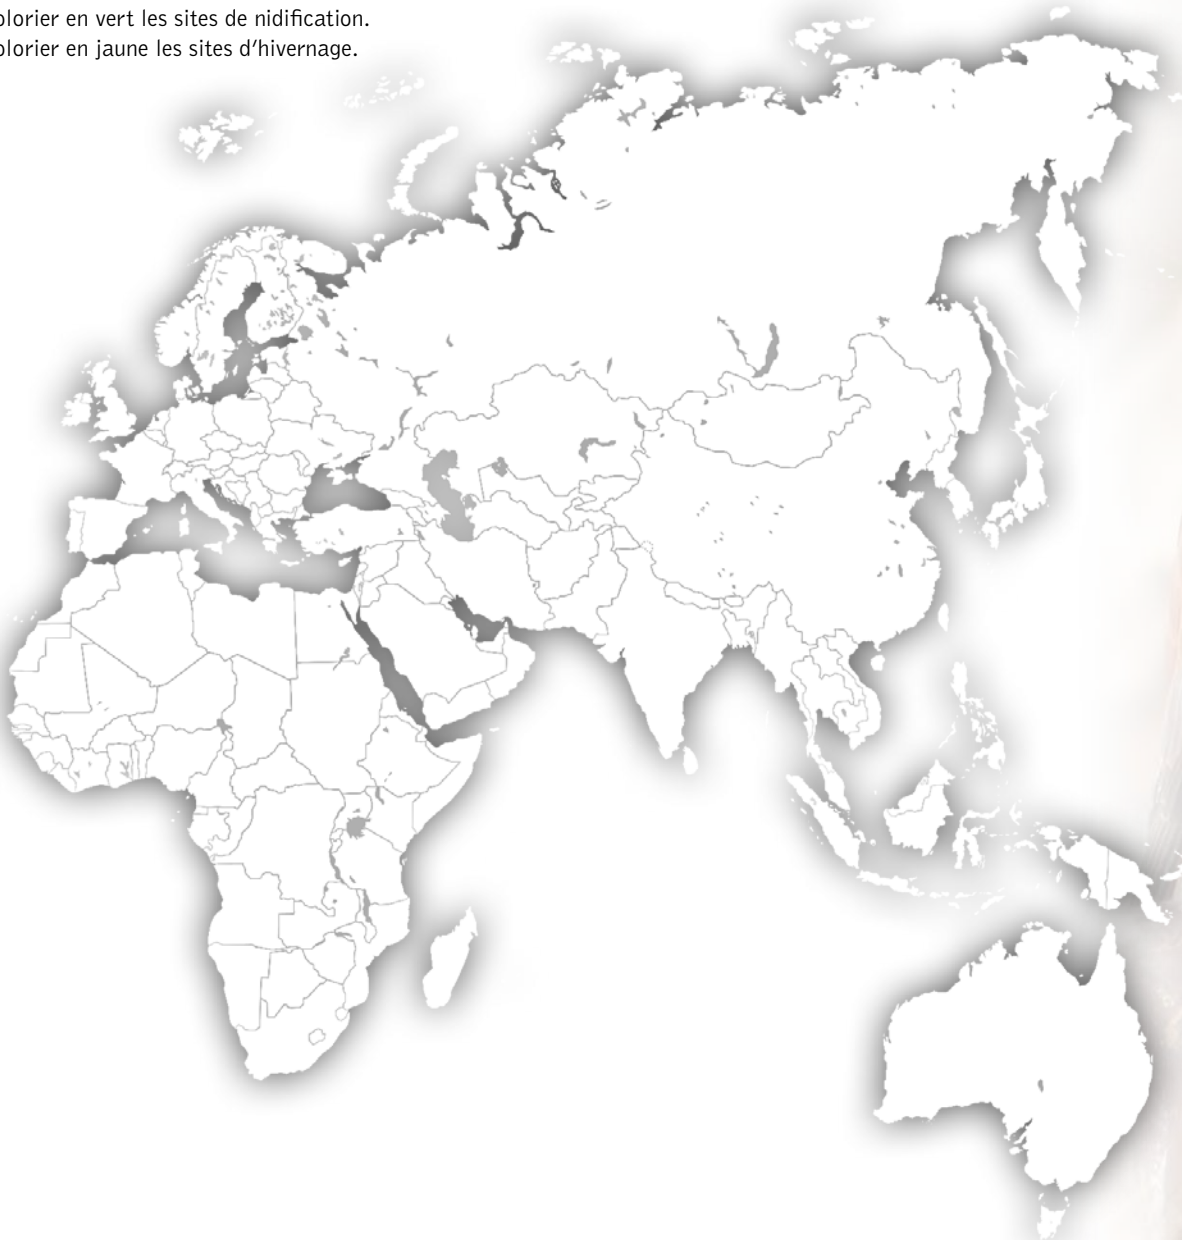 olorier en vert les sites de nidification.
olorier en jaune les sites d'hivernage.